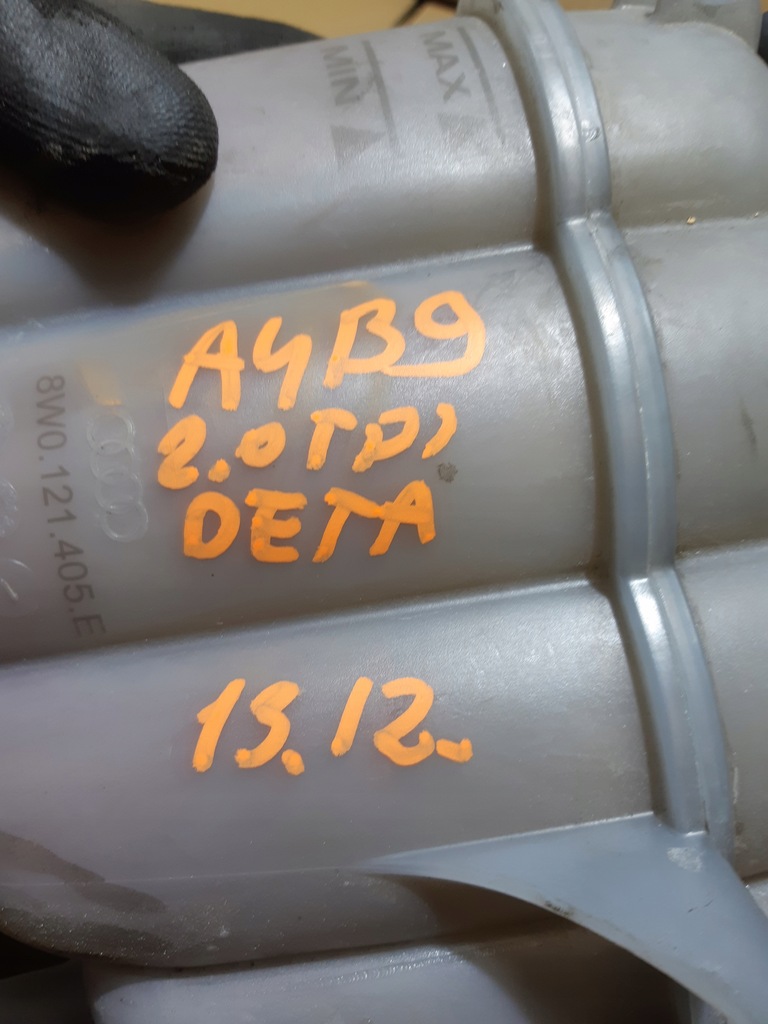 MAX
MIN
A4B9
2.0TDI
DETA
8W0.121.405.E
13.12.